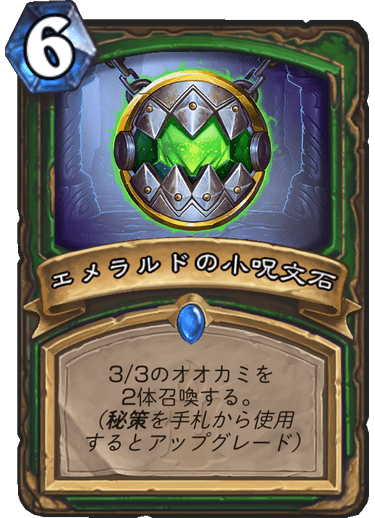 6
エメラルドの小呪文石
3/3のオオカミを
2体召喚する。
(秘策を手札から使用
するとアップグレード)